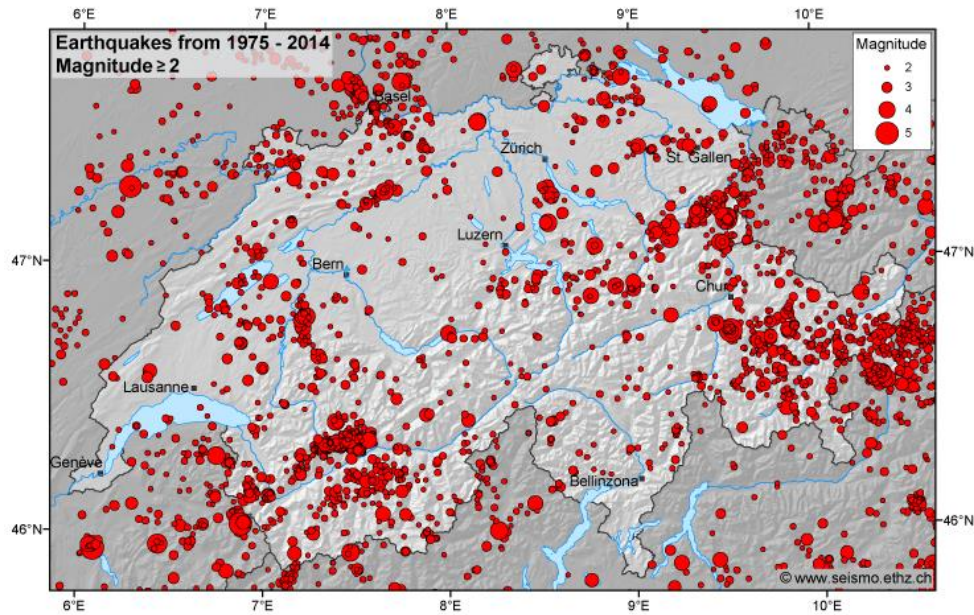 6°E 7°E 8°E 9°E 10°E
Earthquakes from 1975 - 2014
Magnitude ≥ 2
Magnitude
2
3
4
5
Basel
Zürich
St. Gallen
Luzern
47°N 47°N
Bern
Chur
Lausanne
Genève
Bellinzona
46°N 46°N
© www.seismo.ethz.ch
6°E 7°E 8°E 9°E 10°E